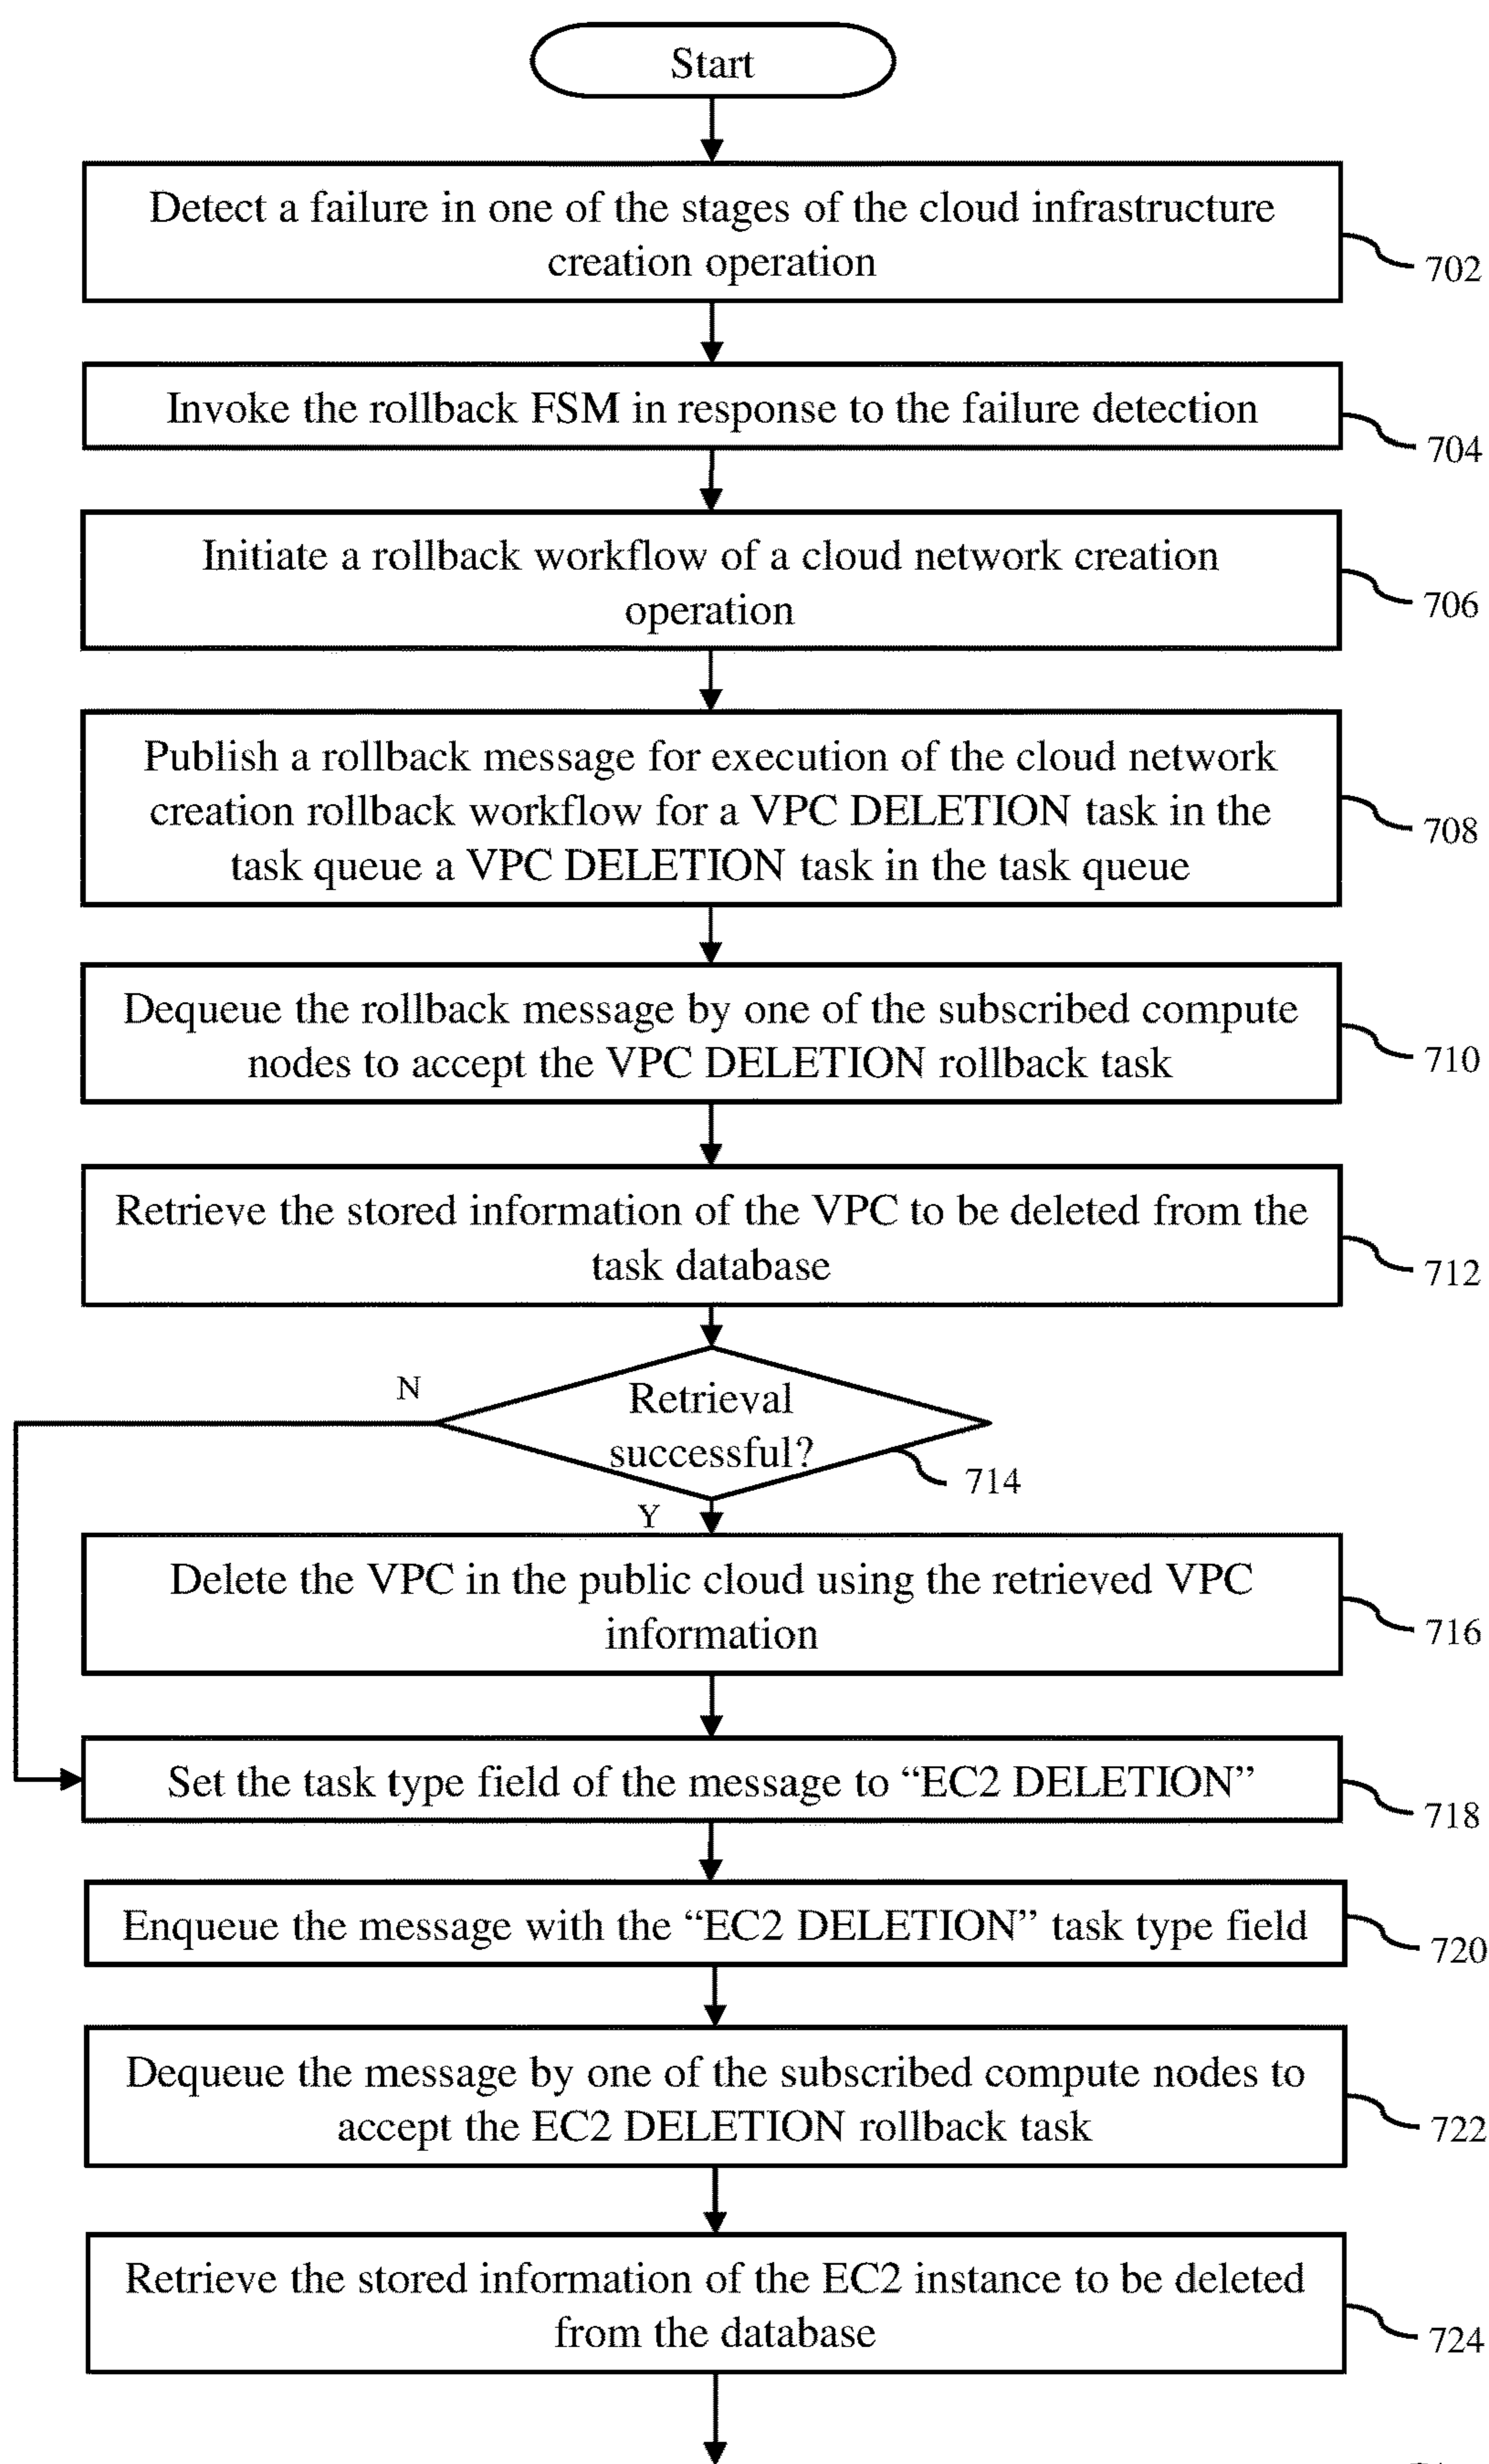 Start
Detect a failure in one of the stages of the cloud infrastructure
creation operation
702
Invoke the rollback FSM in response to the failure detection
704
Initiate a rollback workflow of a cloud network creation
operation
706
Publish a rollback message for execution of the cloud network
creation rollback workflow for a VPC DELETION task in the
task queue a VPC DELETION task in the task queue
708
Dequeue the rollback message by one of the subscribed compute
nodes to accept the VPC DELETION rollback task
710
Retrieve the stored information of the VPC to be deleted from the
task database
712
N
Retrieval
successful?
714
Y
Delete the VPC in the public cloud using the retrieved VPC
information
716
Set the task type field of the message to “EC2 DELETION”
718
Enqueue the message with the “EC2 DELETION” task type field
720
Dequeue the message by one of the subscribed compute nodes to
accept the EC2 DELETION rollback task
722
Retrieve the stored information of the EC2 instance to be deleted
from the database
724